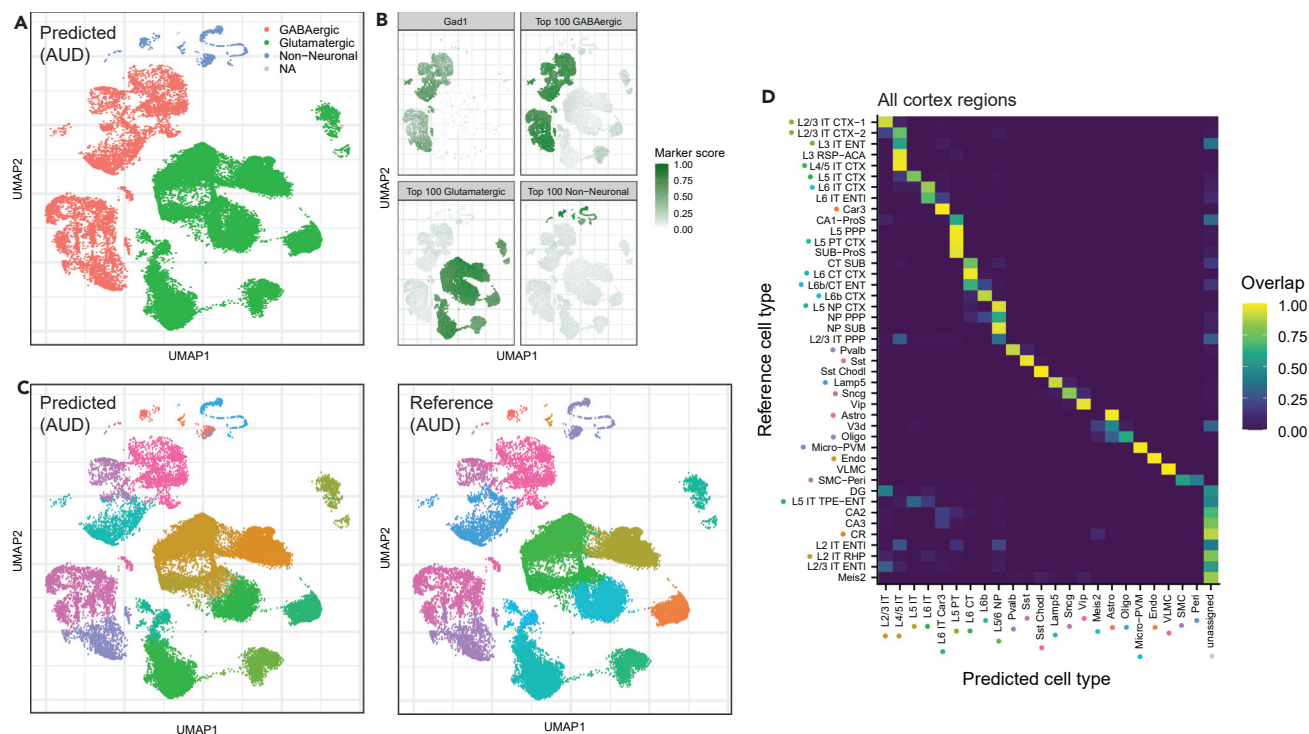 A
Predicted
(AUD)
GABAergic
Glutamatergic
Non−Neuronal
NA
UMAP2
UMAP1
B
Gad1
Top 100 GABAergic
Top 100 Glutamatergic
Top 100 Non−Neuronal
Marker score
1.00
0.75
0.50
0.25
0.00
UMAP2
UMAP1
C
Predicted
(AUD)
UMAP2
UMAP1
Reference
(AUD)
UMAP2
UMAP1
D
All cortex regions
Reference cell type
L2/3 IT CTX−1
L2/3 IT CTX−2
L3 IT ENT
L3 RSP−ACA
L4/5 IT CTX
L5 IT CTX
L6 IT CTX
L6 IT ENTl
Car3
CA1−ProS
L5 PPP
L5 PT CTX
SUB−ProS
CT SUB
L6 CT CTX
L6b/CT ENT
L6b CTX
L5 NP CTX
NP PPP
NP SUB
L2/3 IT PPP
Pvalb
Sst
Sst Chodl
Lamp5
Sncg
Vip
Astro
V3d
Oligo
Micro−PVM
Endo
VLMC
SMC−Peri
DG
L5 IT TPE−ENT
CA2
CA3
CR
L2 IT ENTl
L2 IT RHP
L2/3 IT ENTl
Meis2
L2/3 IT
L4/5 IT
L5 IT
L6 IT
L6 IT Car3
L5 PT
L6 CT
L6b
L5/6 NP
Pvalb
Sst
Sst Chodl
Lamp5
Sncg
Vip
Meis2
Astro
Oligo
Micro−PVM
Endo
VLMC
SMC
Peri
unassigned
Predicted cell type
Overlap
1.00
0.75
0.50
0.25
0.00